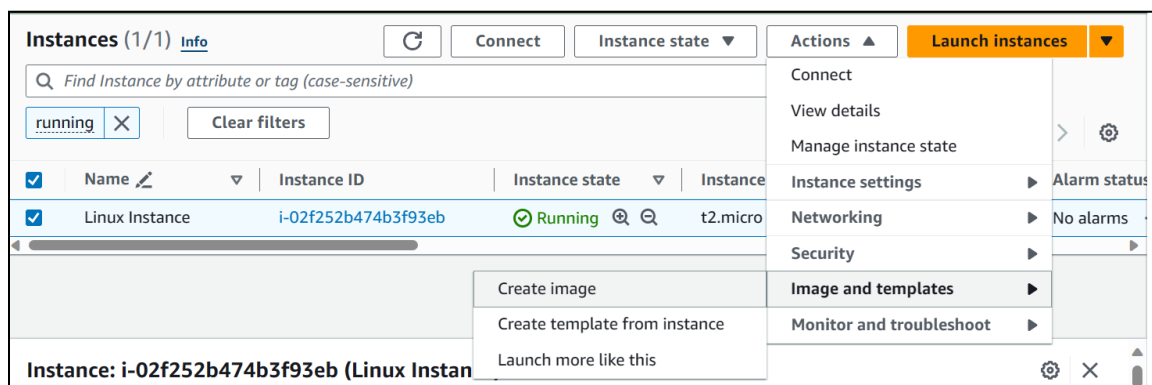 Instances (1/1) Info
Connect
Instance state
Actions
Launch instances
Find Instance by attribute or tag (case-sensitive)
running
Clear filters
Connect
View details
Manage instance state
Instance settings
Networking
Security
Image and templates
Monitor and troubleshoot
Name
Instance ID
Instance state
Instance
Alarm status
Linux Instance
i-02f252b474b3f93eb
Running
t2.micro
No alarms
Create image
Create template from instance
Launch more like this
Instance: i-02f252b474b3f93eb (Linux Instan